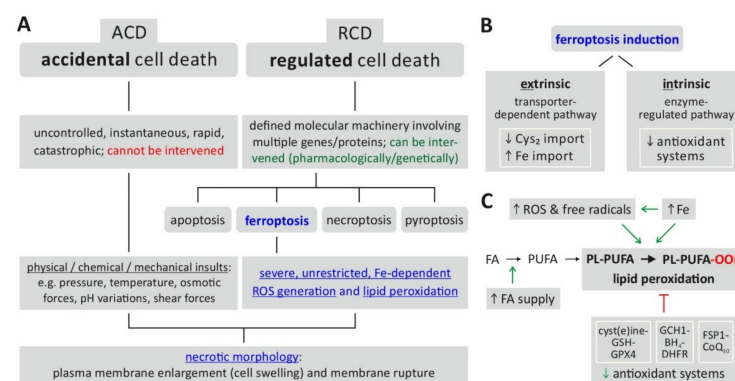 A
ACD
accidental cell death
RCD
regulated cell death
uncontrolled, instantaneous, rapid,
catastrophic; cannot be intervened
defined molecular machinery involving
multiple genes/proteins; can be inter-
vened (pharmacologically/genetically)
apoptosis
ferroptosis
necroptosis
pyroptosis
physical / chemical / mechanical insults:
e.g. pressure, temperature, osmotic
forces, pH variations, shear forces
severe, unrestricted, Fe-dependent
ROS generation and lipid peroxidation
necrotic morphology:
plasma membrane enlargement (cell swelling) and membrane rupture
B
ferroptosis induction
extrinsic
transporter-
dependent pathway
↓ Cys₂ import
↑ Fe import
intrinsic
enzyme-
regulated pathway
↓ antioxidant
systems
C
↑ ROS & free radicals
↑ Fe
FA → PUFA → PL-PUFA → PL-PUFA-OO
lipid peroxidation
↑ FA supply
cyst(e)ine-
GSH-
GPX4
GCH1-
BH₄-
DHFR
FSP1-
CoQ₁₀
↓ antioxidant systems